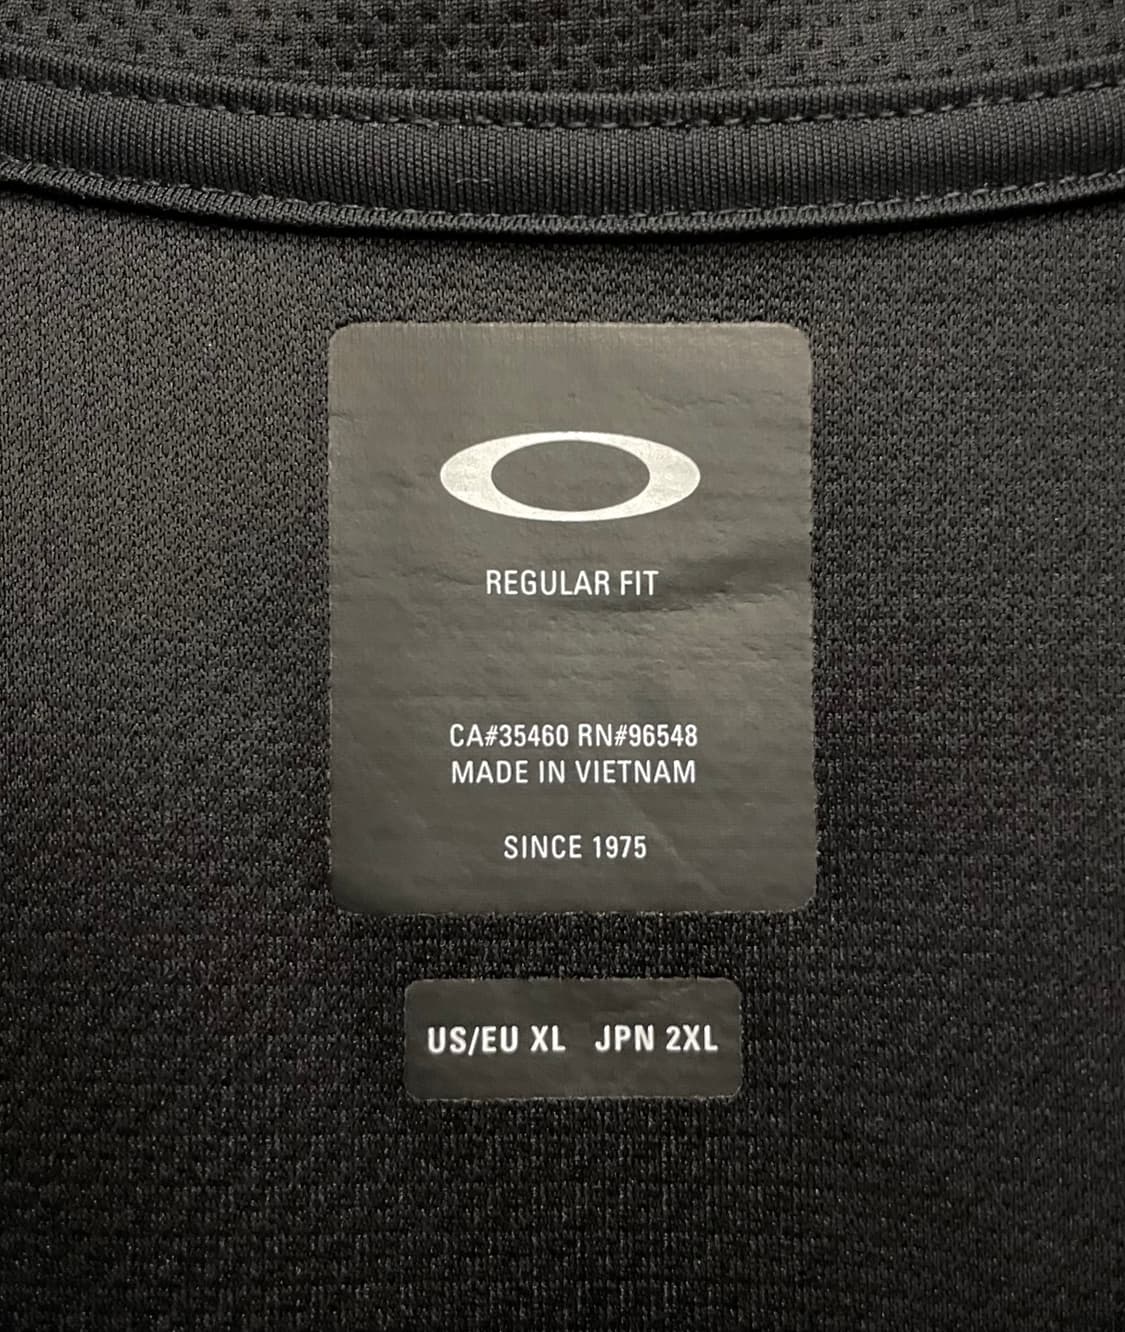 REGULAR FIT
CA#35460 RN#96548
MADE IN VIETNAM
SINCE 1975
US/EU XL JPN 2XL